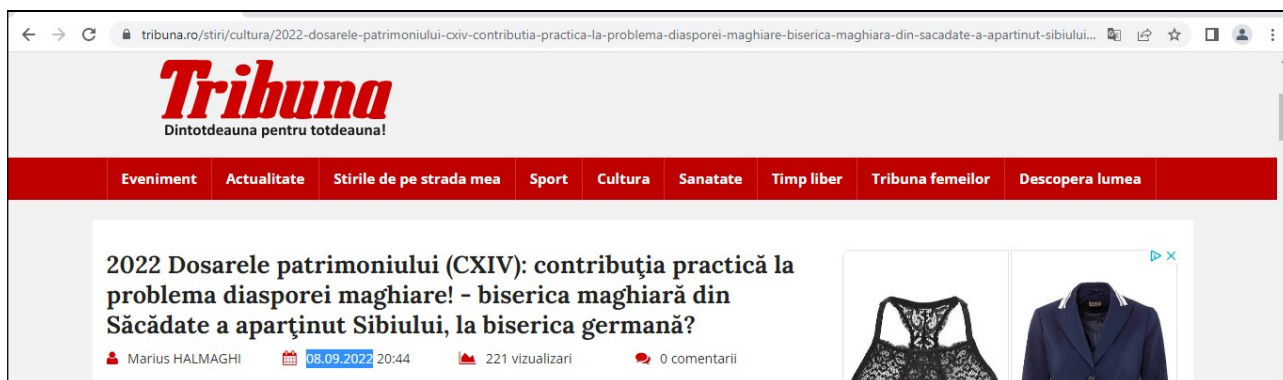 tribuna.ro/stiri/cultura/2022-dosarele-patrimoniului-cxiv-contributia-practica-la-problema-diasporei-maghiare-biserica-maghiara-din-sacadate-a-apartinut-sibiului...
Tribuna
Dintotdeauna pentru totdeauna!
Eveniment Actualitate Stirile de pe strada mea Sport Cultura Sanatate Timp liber Tribuna femeilor Descopera lumea
2022 Dosarele patrimoniului (CXIV): contribuţia practică la
problema diasporei maghiare! - biserica maghiară din
Săcădate a aparţinut Sibiului, la biserica germană?
Marius HALMAGHI 08.09.2022 20:44 221 vizualizari 0 comentarii